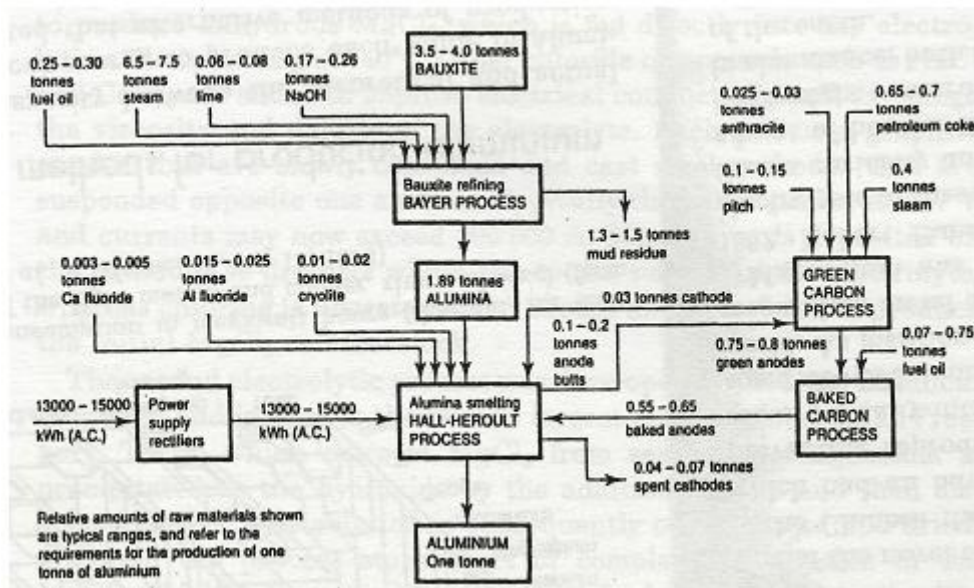 3.5 – 4.0 tonnes
BAUXITE
0.25 – 0.30
tonnes
fuel oil
6.5 – 7.5
tonnes
steam
0.06 – 0.08
tonnes
lime
0.17 – 0.26
tonnes
NaOH
0.025 – 0.03
tonnes
anthracite
0.65 – 0.7
tonnes
petroleum coke
0.1 – 0.15
tonnes
pitch
0.4
tonnes
steam
Bauxite refining
BAYER PROCESS
1.3 – 1.5 tonnes
mud residue
0.003 – 0.005
tonnes
Ca fluoride
0.015 – 0.025
tonnes
Al fluoride
0.01 – 0.02
tonnes
cryolite
1.89 tonnes
ALUMINA
0.03 tonnes cathode
GREEN
CARBON
PROCESS
0.1 – 0.2
tonnes
anode
butts
0.75 – 0.8 tonnes
green anodes
0.07 – 0.75
tonnes
fuel oil
13000 – 15000
kWh (A.C.)
Power
supply
rectiliers
13000 – 15000
kWh (A.C.)
Alumina smelting
HALL-HEROULT
PROCESS
0.55 – 0.65
baked anodes
BAKED
CARBON
PROCESS
0.04 – 0.07 tonnes
spent cathodes
Relative amounts of raw materials shown
are typical ranges, and refer to the
requirements for the production of one
tonne of aluminium
ALUMINIUM
One tonne